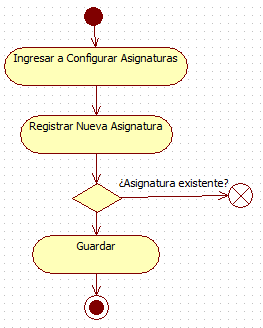 Ingresar a Configurar Asignaturas
Registrar Nueva Asignatura
¿Asignatura existente?
Guardar